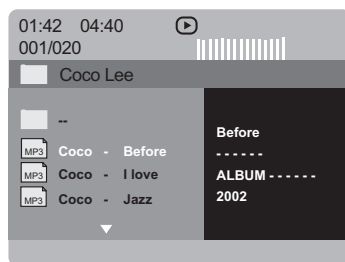 01:42 04:40
001/020
Coco Lee
--
MP3 Coco - Before
MP3 Coco - I love
MP3 Coco - Jazz
Before
- - - - - -
ALBUM - - - - - -
2002